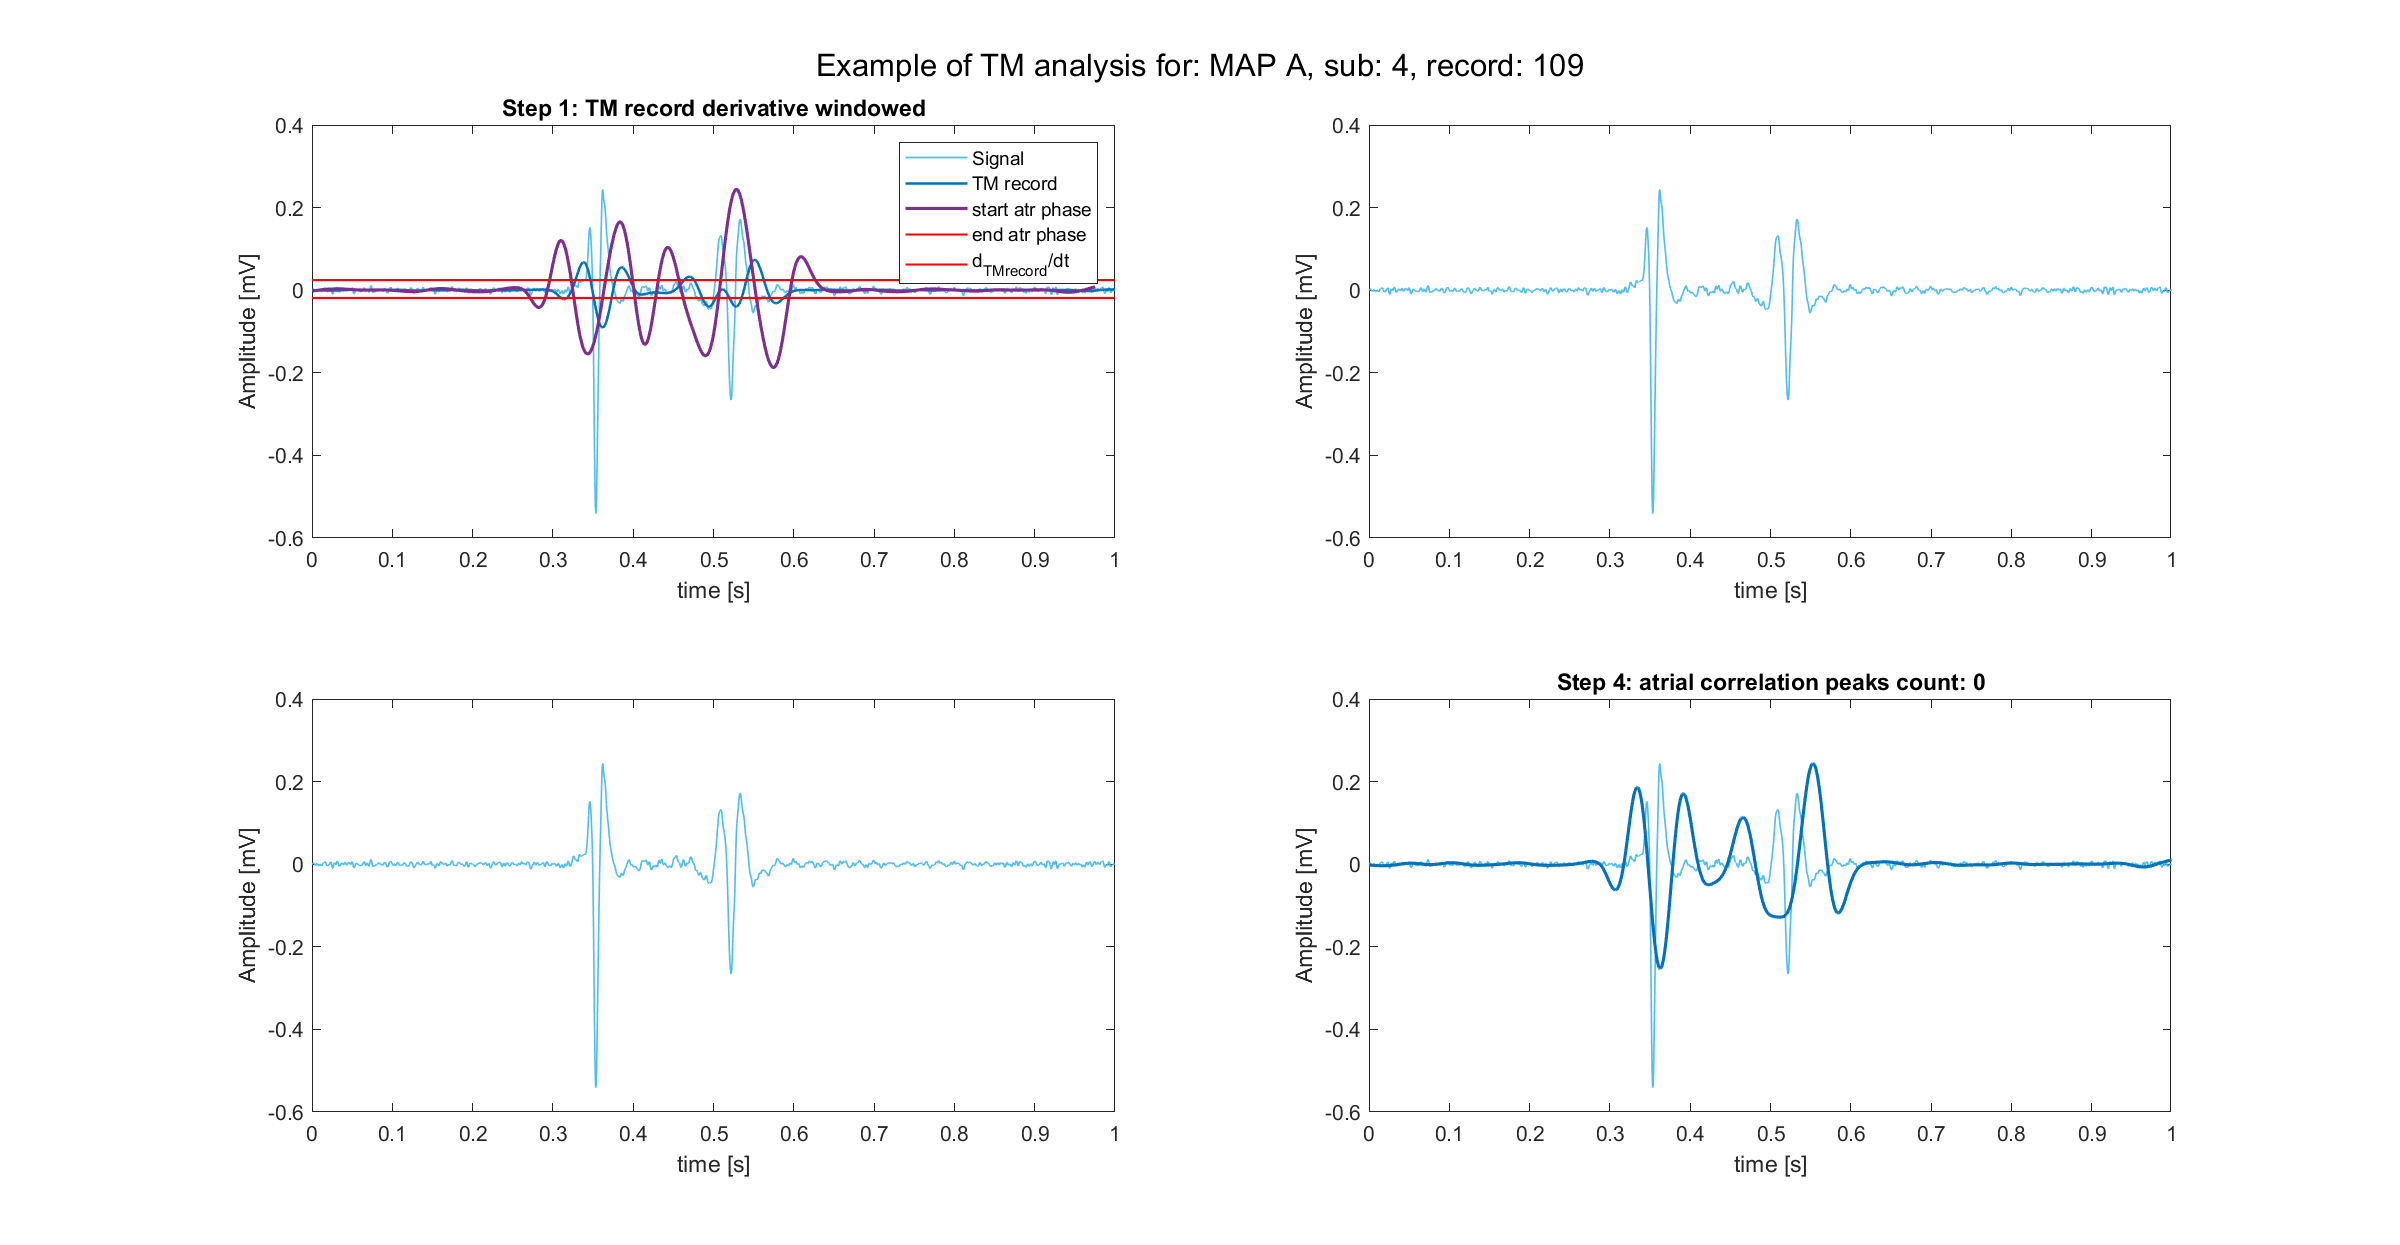 Example of TM analysis for: MAP A, sub: 4, record: 109
Step 1: TM record derivative windowed
Signal
TM record
start atr phase
end atr phase
d_TMrecord/dt
0.4
0.2
0
-0.2
-0.4
-0.6
Amplitude [mV]
0 0.1 0.2 0.3 0.4 0.5 0.6 0.7 0.8 0.9 1
time [s]
0.4
0.2
0
-0.2
-0.4
-0.6
Amplitude [mV]
0 0.1 0.2 0.3 0.4 0.5 0.6 0.7 0.8 0.9 1
time [s]
0.4
0.2
0
-0.2
-0.4
-0.6
Amplitude [mV]
0 0.1 0.2 0.3 0.4 0.5 0.6 0.7 0.8 0.9 1
time [s]
Step 4: atrial correlation peaks count: 0
0.4
0.2
0
-0.2
-0.4
-0.6
Amplitude [mV]
0 0.1 0.2 0.3 0.4 0.5 0.6 0.7 0.8 0.9 1
time [s]